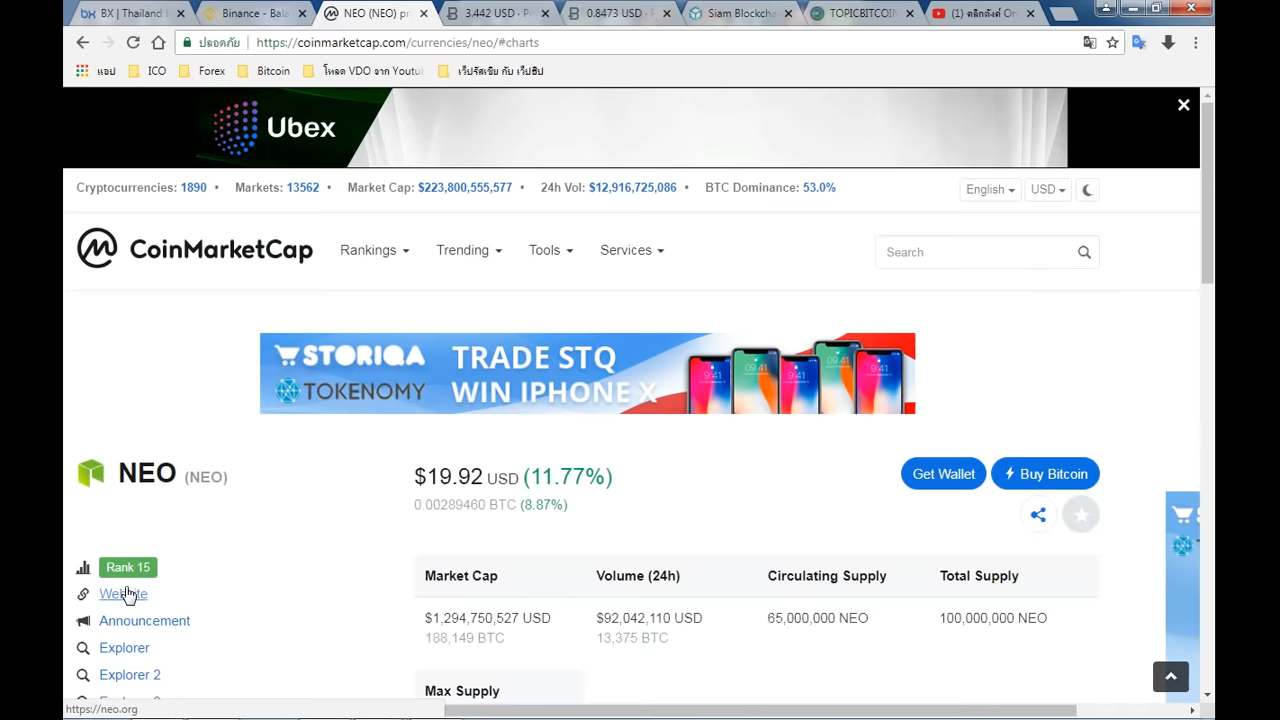 BX | Thailand
Binance - Bala
NEO (NEO) pr
3.442 USD - P
0.8473 USD - P
Siam Blockcha
TOPICBITCOIN
(1) คลิกตังค์ On
ปลอดภัย
https://coinmarketcap.com/currencies/neo/#charts
แอป
ICO
Forex
Bitcoin
โหลด VDO จาก Youtu
เว็ปรัสเซีย กับ เว็ปฮิป
Ubex
Cryptocurrencies: 1890 • Markets: 13562 • Market Cap: $223,800,555,577 • 24h Vol: $12,916,725,086 • BTC Dominance: 53.0%
English
USD
CoinMarketCap
Rankings
Trending
Tools
Services
Search
STORIQA
TOKENOMY
TRADE STQ
WIN IPHONE X
NEO (NEO)
$19.92 USD (11.77%)
0.00289460 BTC (8.87%)
Get Wallet
Buy Bitcoin
Rank 15
Website
Announcement
Explorer
Explorer 2
Market Cap
$1,294,750,527 USD
188,149 BTC
Volume (24h)
$92,042,110 USD
13,375 BTC
Circulating Supply
65,000,000 NEO
Total Supply
100,000,000 NEO
Max Supply
https://neo.org